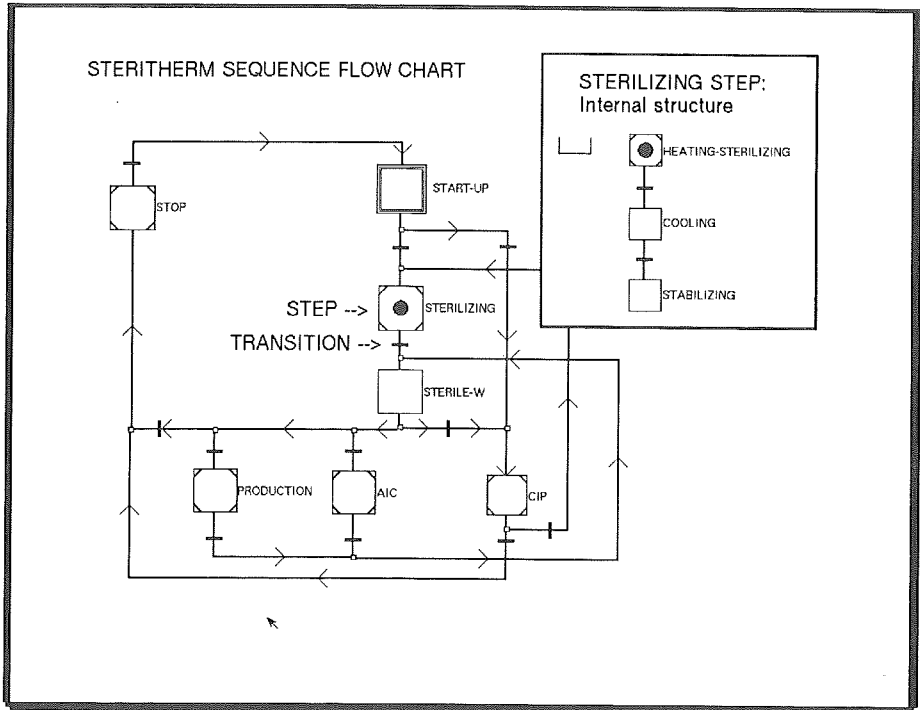 STERITHERM SEQUENCE FLOW CHART
STERILIZING STEP:
Internal structure
HEATING-STERILIZING
COOLING
STABILIZING
START-UP
STOP
STEP -->
STERILIZING
TRANSITION -->
STERILE-W
PRODUCTION
AIC
CIP